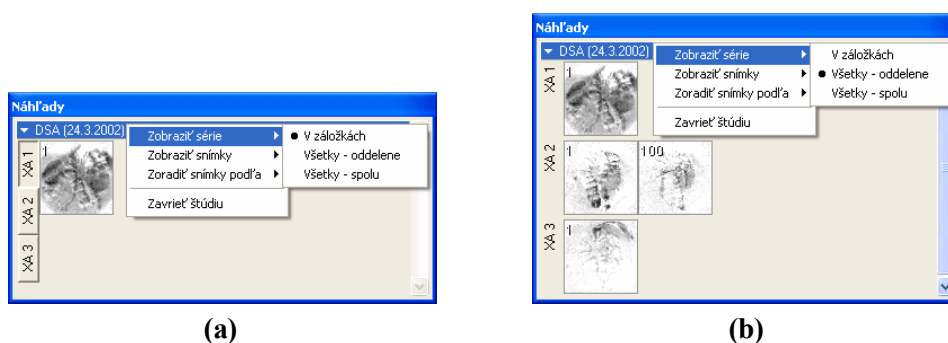 Náhľady
DSA (24.3.2002)
Zobraziť série
V záložkách
Zobraziť snímky
Všetky - oddelene
Zoradiť snímky podľa
Všetky - spolu
Zavrieť štúdiu
XA 1
1
XA 2
XA 3
(a)
Náhľady
DSA (24.3.2002)
Zobraziť série
V záložkách
Zobraziť snímky
Všetky - oddelene
Zoradiť snímky podľa
Všetky - spolu
Zavrieť štúdiu
XA 1
1
XA 2
1
100
XA 3
1
(b)